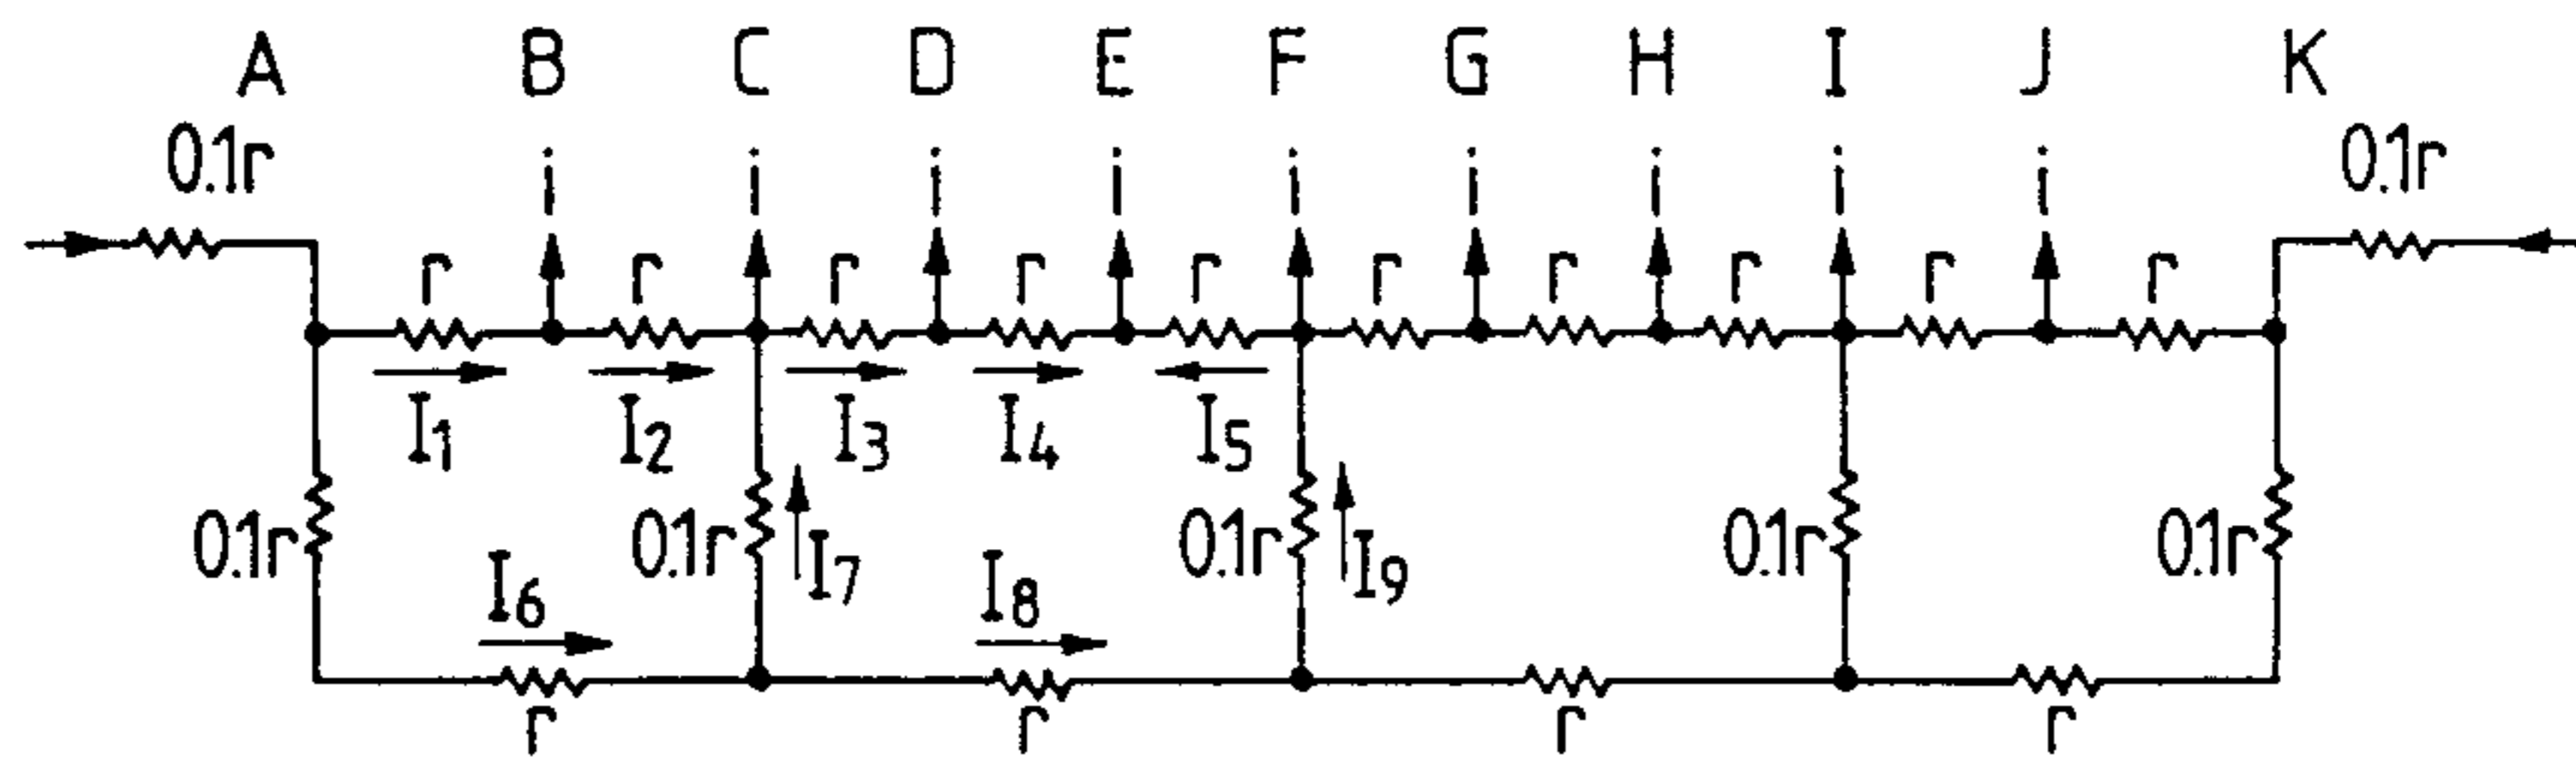 A B C D E F G H I J K
0.1r i i i i i i i i i 0.1r
r r r r r r r r r r
I1 I2 I3 I4 I5
0.1r 0.1r I7 0.1r I9 0.1r 0.1r
I6 I8
r r r r